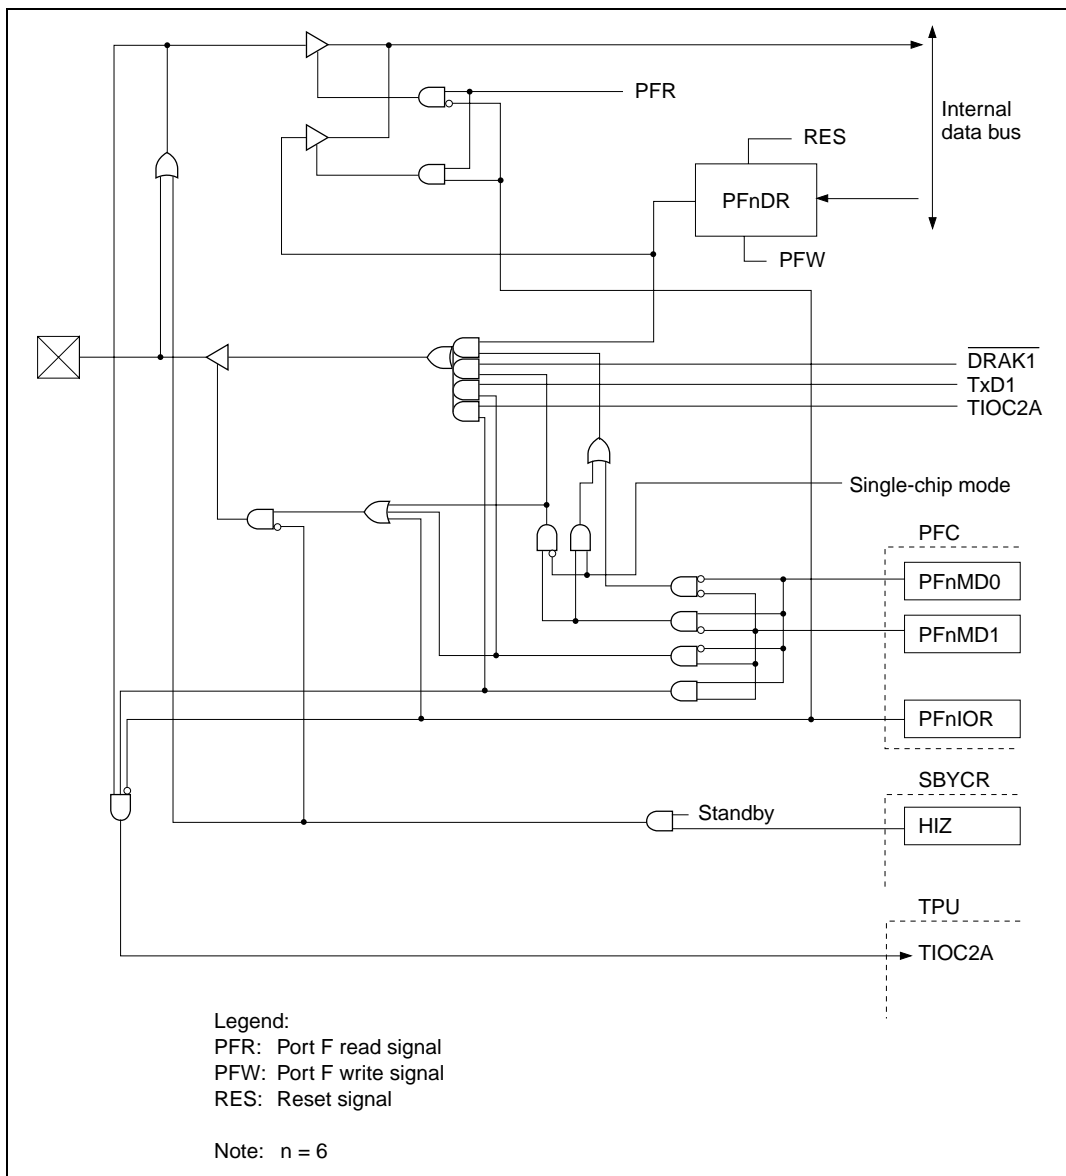 PFR
Internal
data bus
RES
PFnDR
PFW
DRAK1
TxD1
TIOC2A
Single-chip mode
PFC
PFnMD0
PFnMD1
PFnIOR
SBYCR
Standby
HIZ
TPU
TIOC2A
Legend:
PFR: Port F read signal
PFW: Port F write signal
RES: Reset signal
Note: n = 6